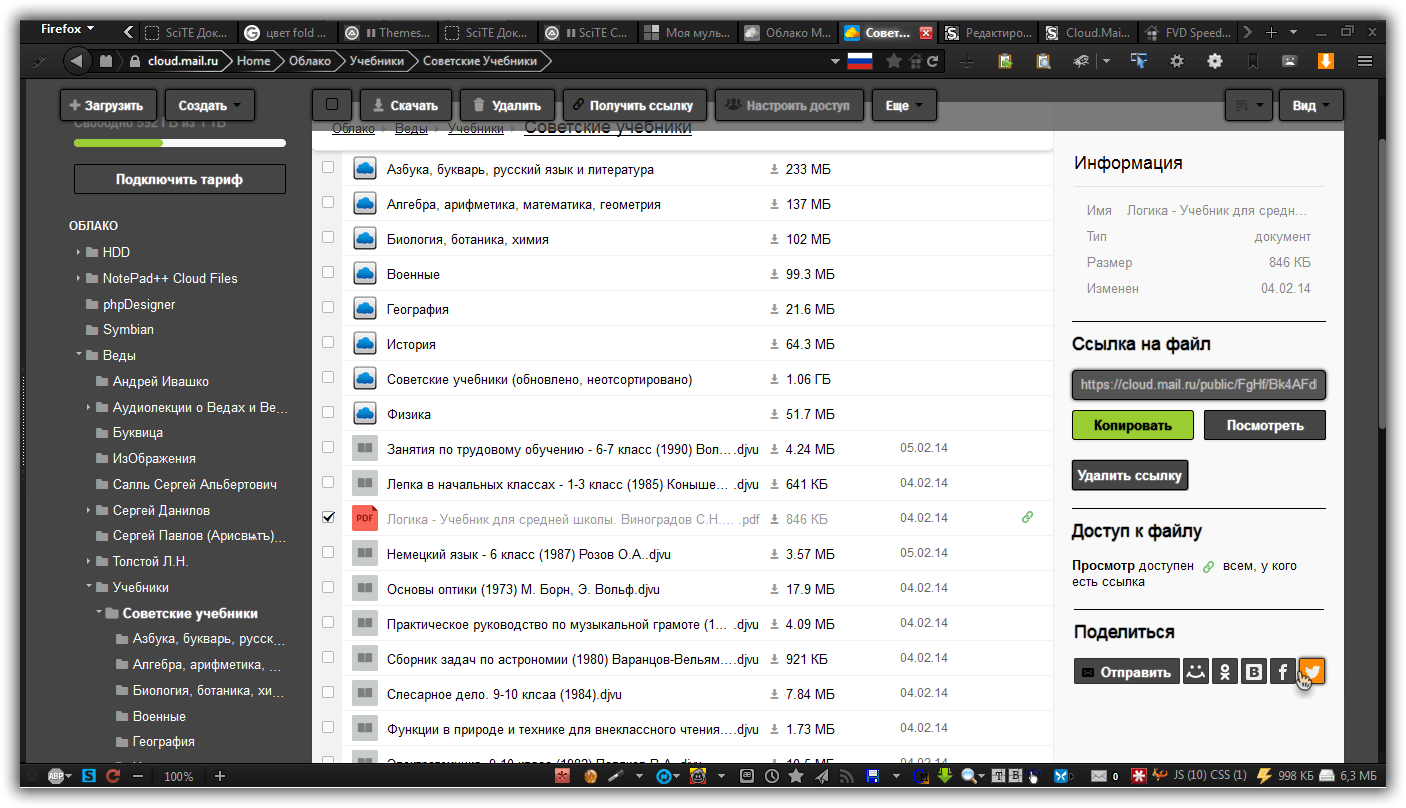 Firefox
SciTE Док...
цвет fold ...
Themes...
SciTE Док...
SciTE C...
Моя муль...
Облако M...
Совет...
Редактиро...
Cloud.Mai...
FVD Speed...
cloud.mail.ru Home Облако Учебники Советские Учебники
Загрузить Создать Скачать Удалить Получить ссылку Настроить доступ Еще Вид
Свободно 592 ГБ из 1 ТБ
Подключить тариф
ОБЛАКО
HDD
NotePad++ Cloud Files
phpDesigner
Symbian
Веды
Андрей Ивашко
Аудиолекции о Ведах и Ве...
Буквица
ИзОбражения
Салль Сергей Альбертович
Сергей Данилов
Сергей Павлов (Арисвѣтъ)...
Толстой Л.Н.
Учебники
Советские учебники
Азбука, букварь, русск...
Алгебра, арифметика, ...
Биология, ботаника, хи...
Военные
География
Облако Веды Учебники Советские учебники
Азбука, букварь, русский язык и литература 233 МБ
Алгебра, арифметика, математика, геометрия 137 МБ
Биология, ботаника, химия 102 МБ
Военные 99.3 МБ
География 21.6 МБ
История 64.3 МБ
Советские учебники (обновлено, неотсортировано) 1.06 ГБ
Физика 51.7 МБ
Занятия по трудовому обучению - 6-7 класс (1990) Вол... .djvu 4.24 МБ 05.02.14
Лепка в начальных классах - 1-3 класс (1985) Коныше... .djvu 641 КБ 04.02.14
PDF Логика - Учебник для средней школы. Виноградов С.Н.... .pdf 846 КБ 04.02.14
Немецкий язык - 6 класс (1987) Розов О.А..djvu 3.57 МБ 05.02.14
Основы оптики (1973) М. Борн, Э. Вольф.djvu 17.9 МБ 04.02.14
Практическое руководство по музыкальной грамоте (1... .djvu 4.09 МБ 04.02.14
Сборник задач по астрономии (1980) Варанцов-Вельям... .djvu 921 КБ 04.02.14
Слесарное дело. 9-10 клсаа (1984).djvu 7.84 МБ 04.02.14
Функции в природе и технике для внеклассного чтения... .djvu 1.73 МБ 04.02.14
Информация
Имя Логика - Учебник для средн...
Тип документ
Размер 846 КБ
Изменен 04.02.14
Ссылка на файл
https://cloud.mail.ru/public/FgHf/Bk4AFd
Копировать Посмотреть
Удалить ссылку
Доступ к файлу
Просмотр доступен всем, у кого
есть ссылка
Поделиться
Отправить
ABP 100% 0 JS (10) CSS (1) 998 КБ 6,3 МБ